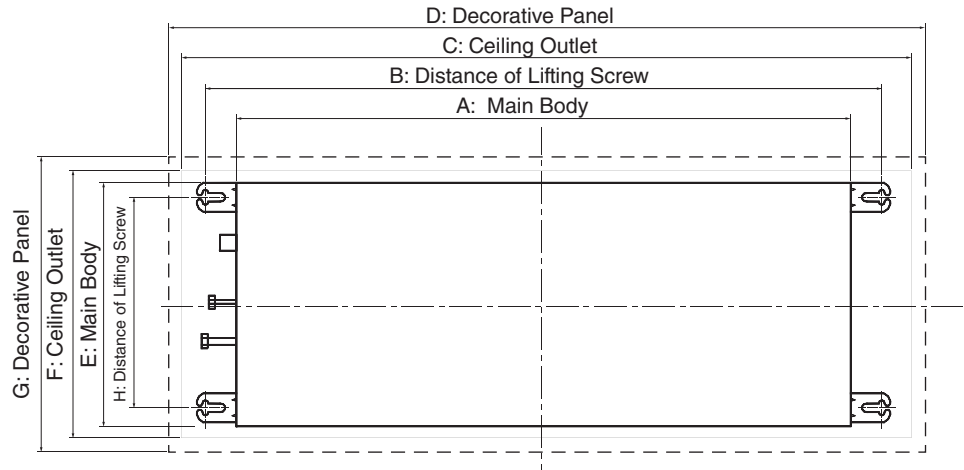 D: Decorative Panel
C: Ceiling Outlet
B: Distance of Lifting Screw
A: Main Body
G: Decorative Panel
F: Ceiling Outlet
E: Main Body
H: Distance of Lifting Screw